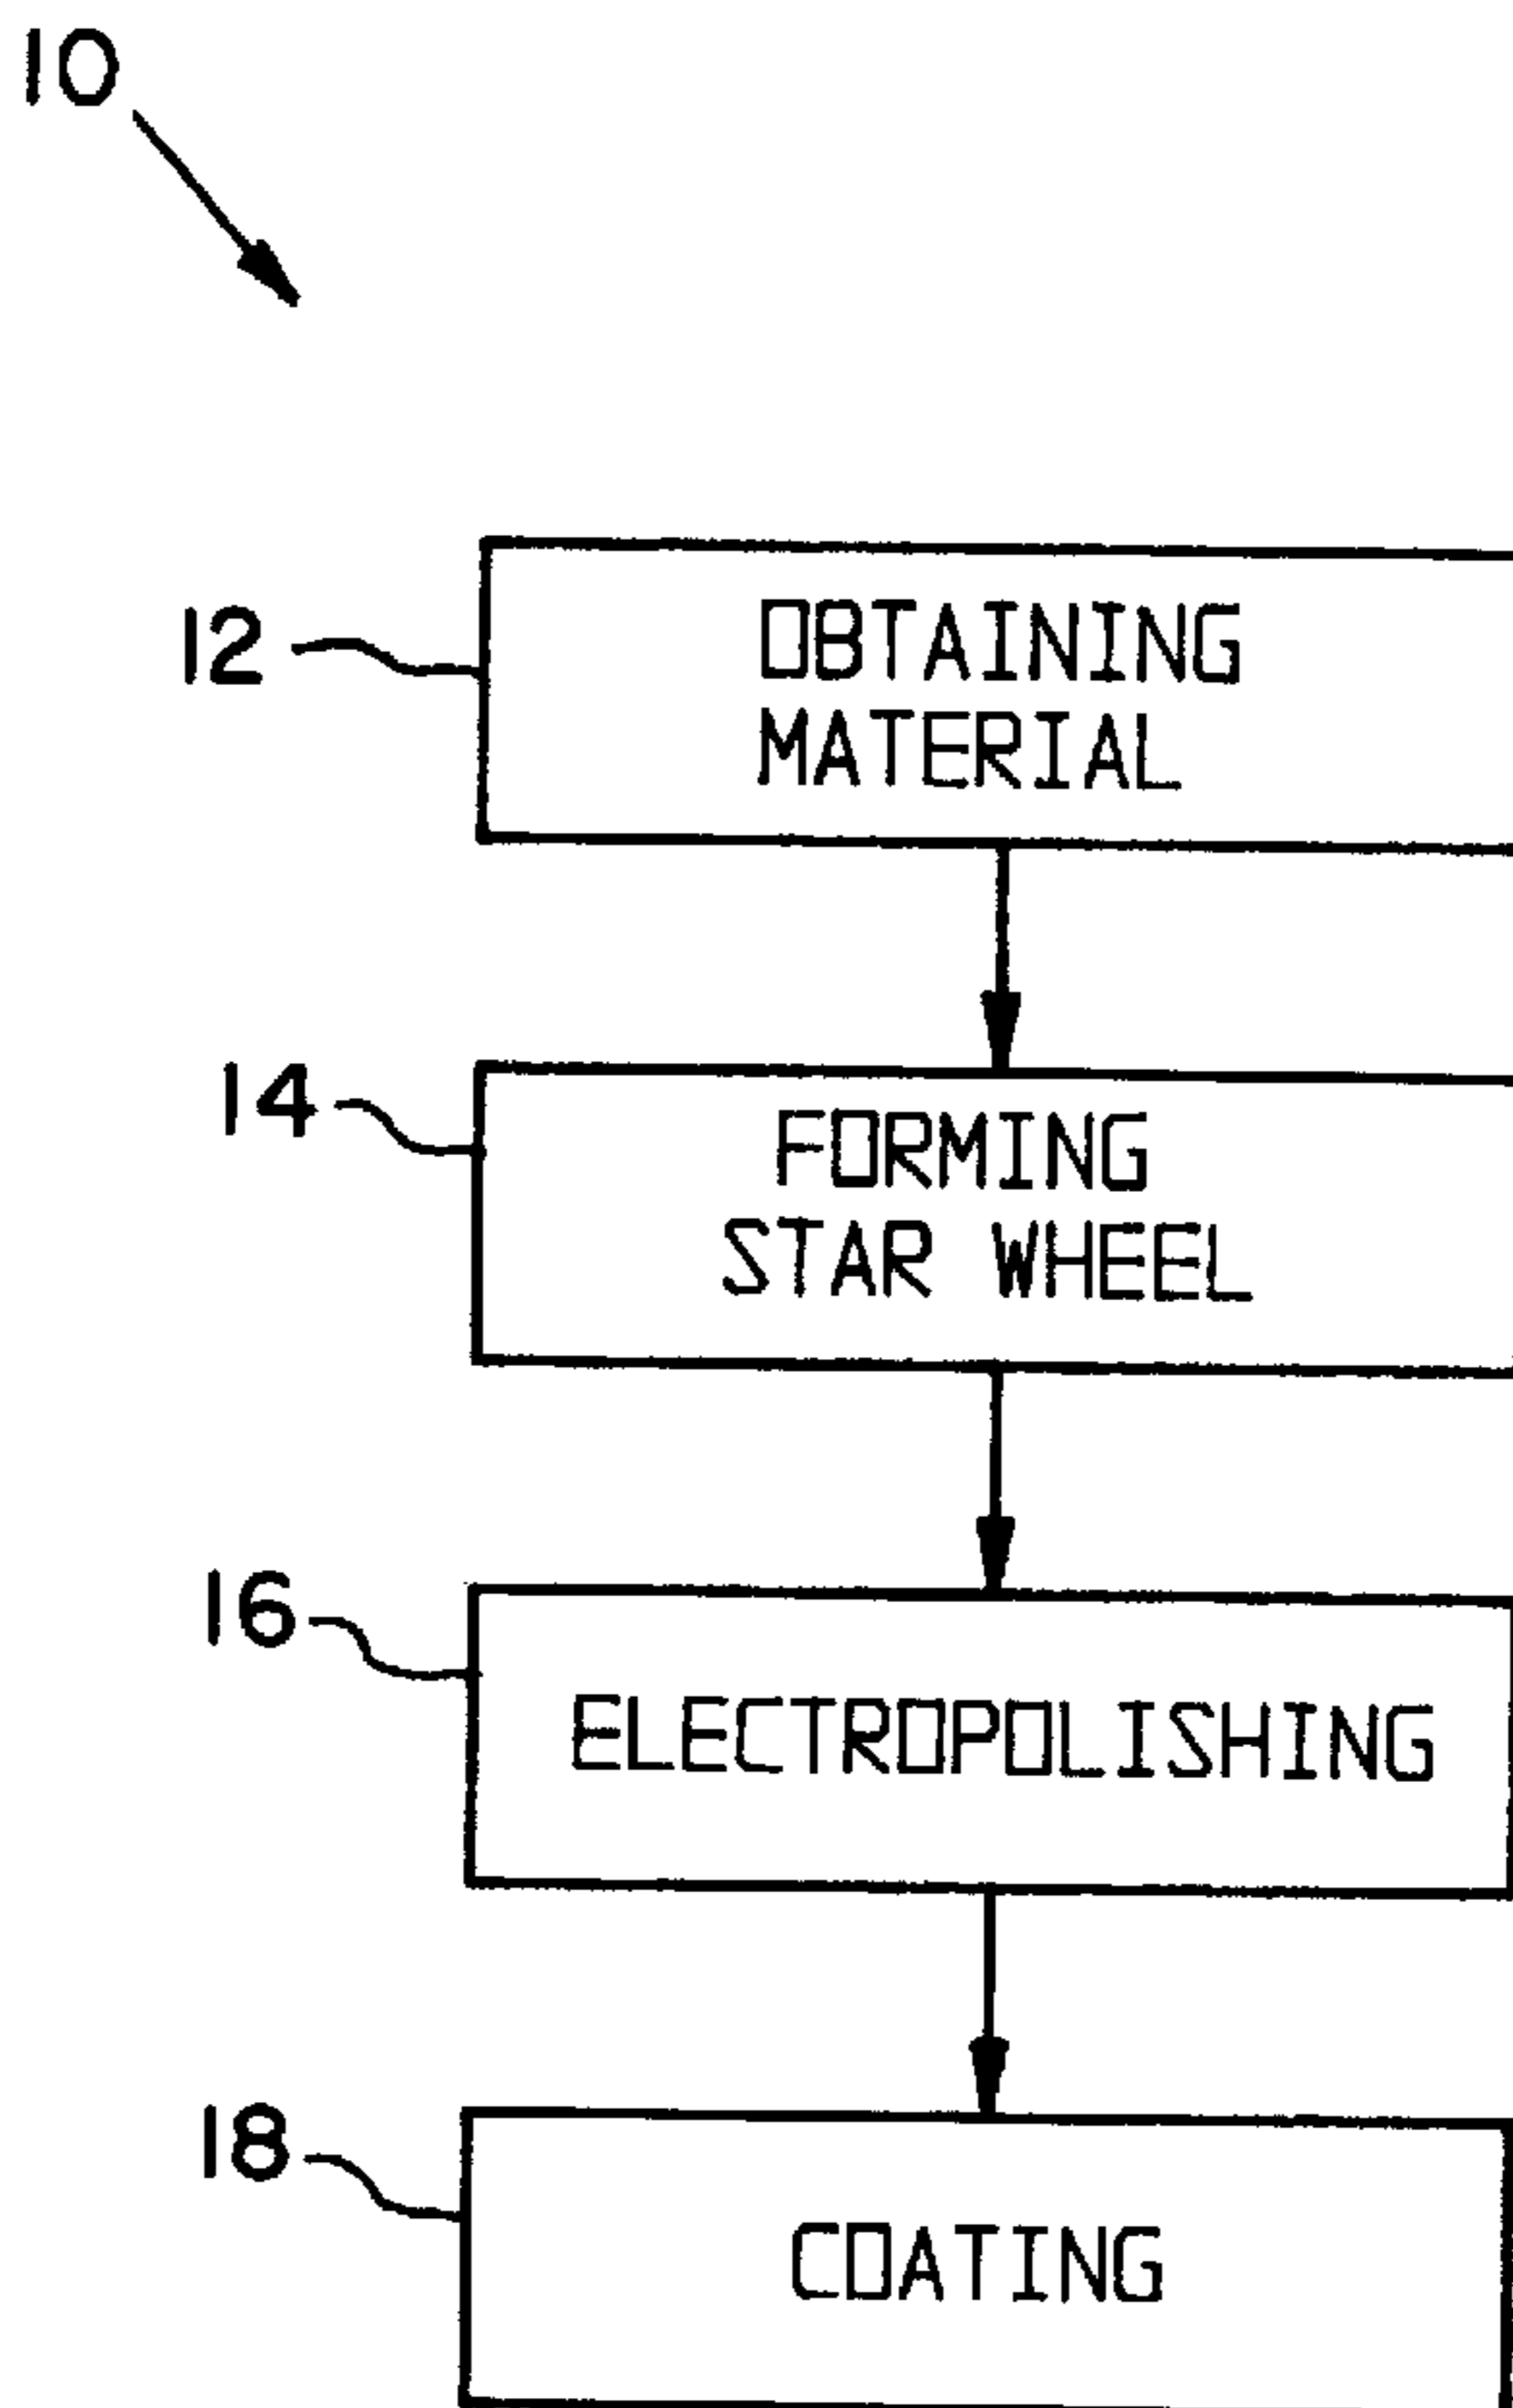 10
12
OBTAINING
MATERIAL
14
FORMING
STAR WHEEL
16
ELECTROPOLISHING
18
COATING